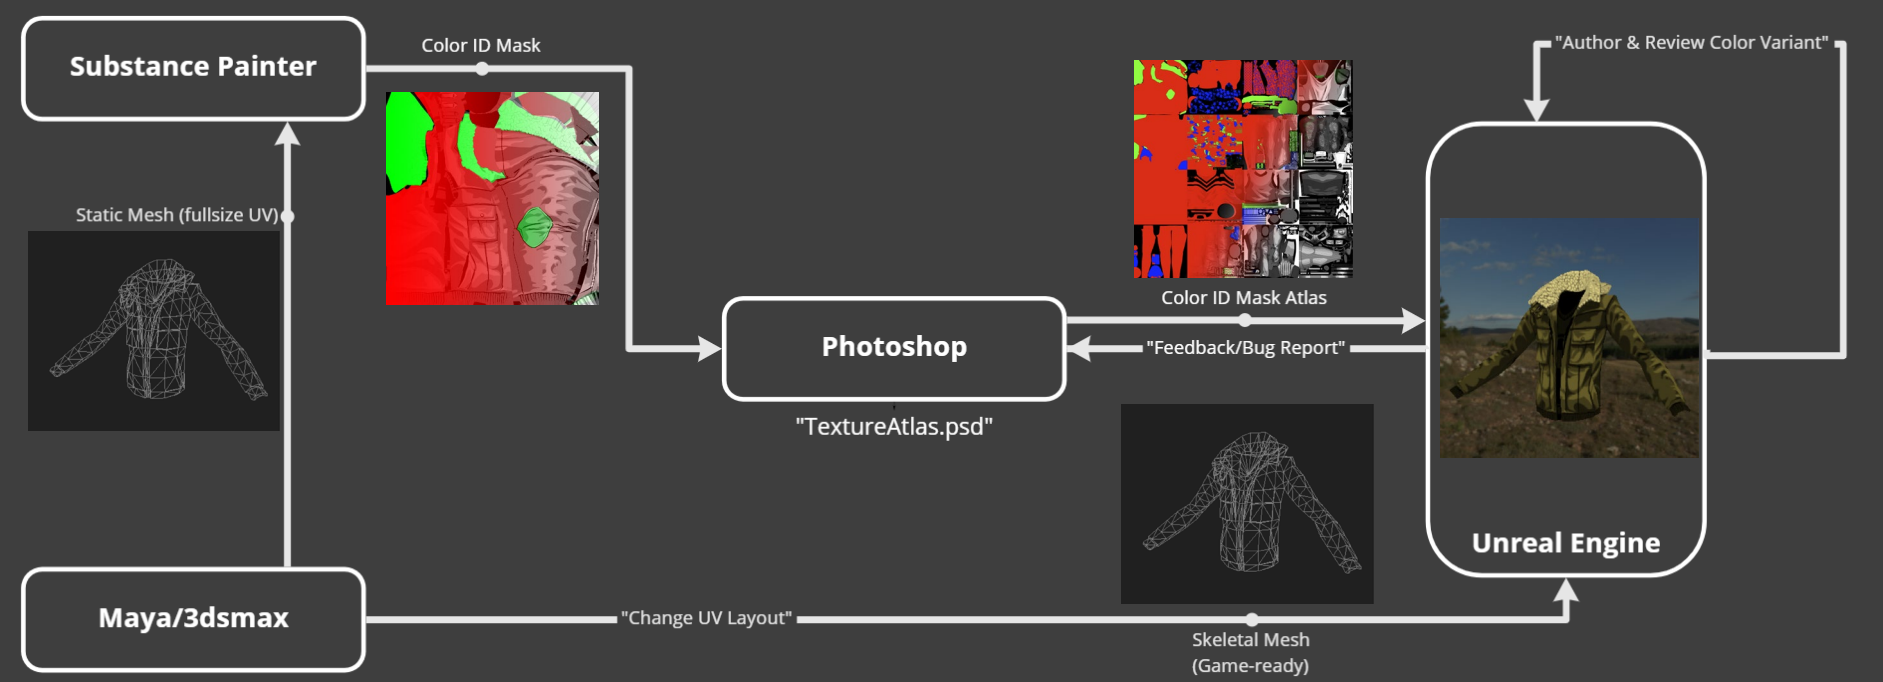 Substance Painter
Color ID Mask
"Author & Review Color Variant"
Static Mesh (fullsize UV)
Color ID Mask Atlas
Photoshop
"Feedback/Bug Report"
"TextureAtlas.psd"
Unreal Engine
Maya/3dsmax
"Change UV Layout"
Skeletal Mesh
(Game-ready)